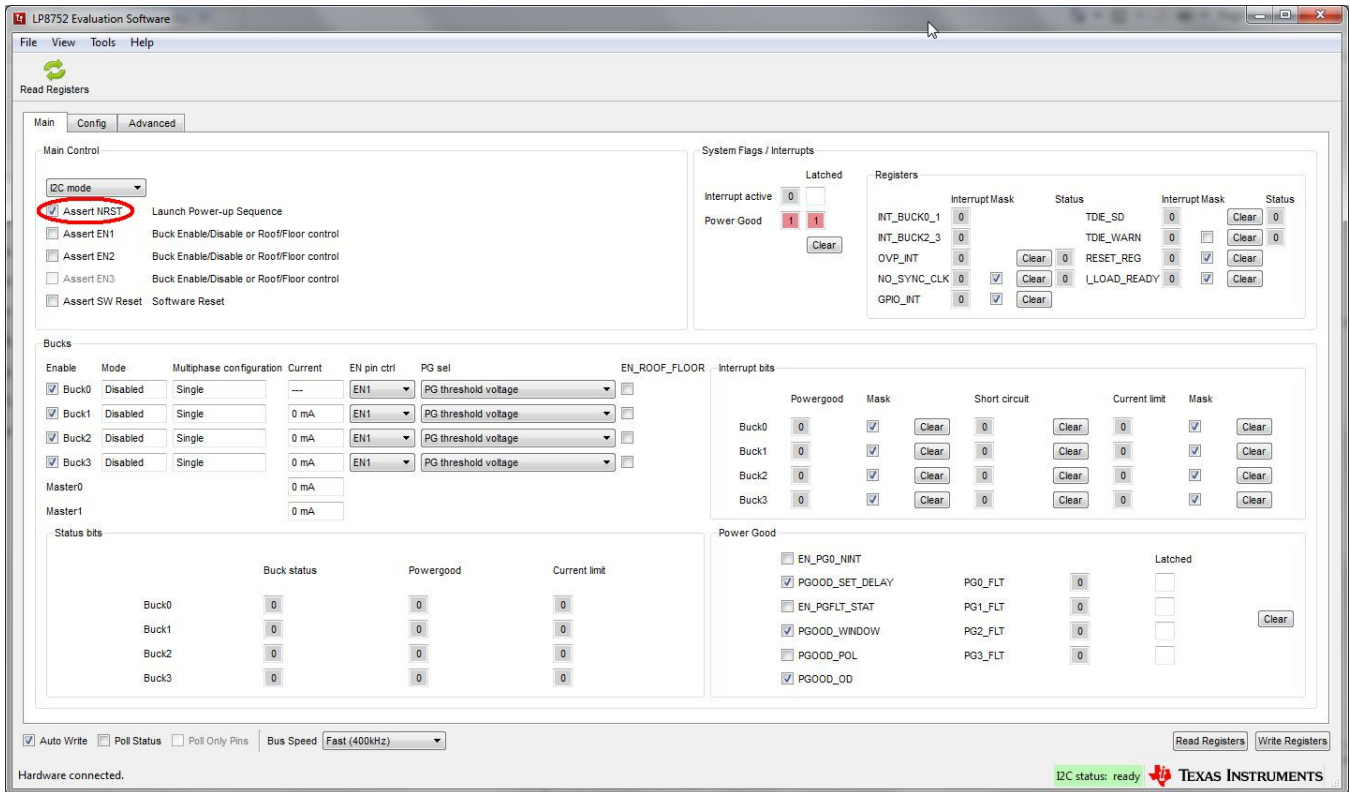 LP8752 Evaluation Software
File View Tools Help
Read Registers
Main Config Advanced
Main Control
I2C mode
Assert NRST Launch Power-up Sequence
Assert EN1 Buck Enable/Disable or Roof/Floor control
Assert EN2 Buck Enable/Disable or Roof/Floor control
Assert EN3 Buck Enable/Disable or Roof/Floor control
Assert SW Reset Software Reset
System Flags / Interrupts
Latched
Interrupt active 0
Power Good 1 1
Clear
Registers
Interrupt Mask Status Interrupt Mask Status
INT_BUCK0_1 0 TDIE_SD 0 Clear 0
INT_BUCK2_3 0 TDIE_WARN 0 Clear 0
OVP_INT 0 Clear 0 RESET_REG 0 Clear
NO_SYNC_CLK 0 Clear 0 I_LOAD_READY 0 Clear
GPIO_INT 0 Clear
Bucks
Enable Mode Multiphase configuration Current EN pin ctrl PG sel EN_ROOF_FLOOR
Buck0 Disabled Single --- EN1 PG threshold voltage
Buck1 Disabled Single 0 mA EN1 PG threshold voltage
Buck2 Disabled Single 0 mA EN1 PG threshold voltage
Buck3 Disabled Single 0 mA EN1 PG threshold voltage
Master0 0 mA
Master1 0 mA
Interrupt bits
Powergood Mask Short circuit Current limit Mask
Buck0 0 Clear 0 Clear 0 Clear
Buck1 0 Clear 0 Clear 0 Clear
Buck2 0 Clear 0 Clear 0 Clear
Buck3 0 Clear 0 Clear 0 Clear
Status bits
Buck status Powergood Current limit
Buck0 0 0 0
Buck1 0 0 0
Buck2 0 0 0
Buck3 0 0 0
Power Good
EN_PG0_NINT Latched
PGOOD_SET_DELAY PG0_FLT 0
EN_PGFLT_STAT PG1_FLT 0
Clear
PGOOD_WINDOW PG2_FLT 0
PGOOD_POL PG3_FLT 0
PGOOD_OD
Auto Write Poll Status Poll Only Pins Bus Speed Fast (400kHz) Read Registers Write Registers
Hardware connected. I2C status: ready TEXAS INSTRUMENTS